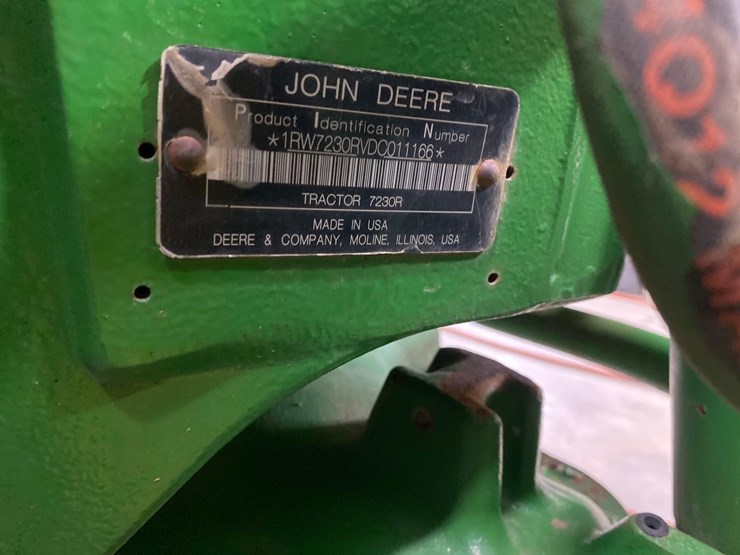 JOHN DEERE
Product Identification Number
*1RW7230RVDC011166*
TRACTOR 7230R
MADE IN USA
DEERE & COMPANY, MOLINE, ILLINOIS, USA